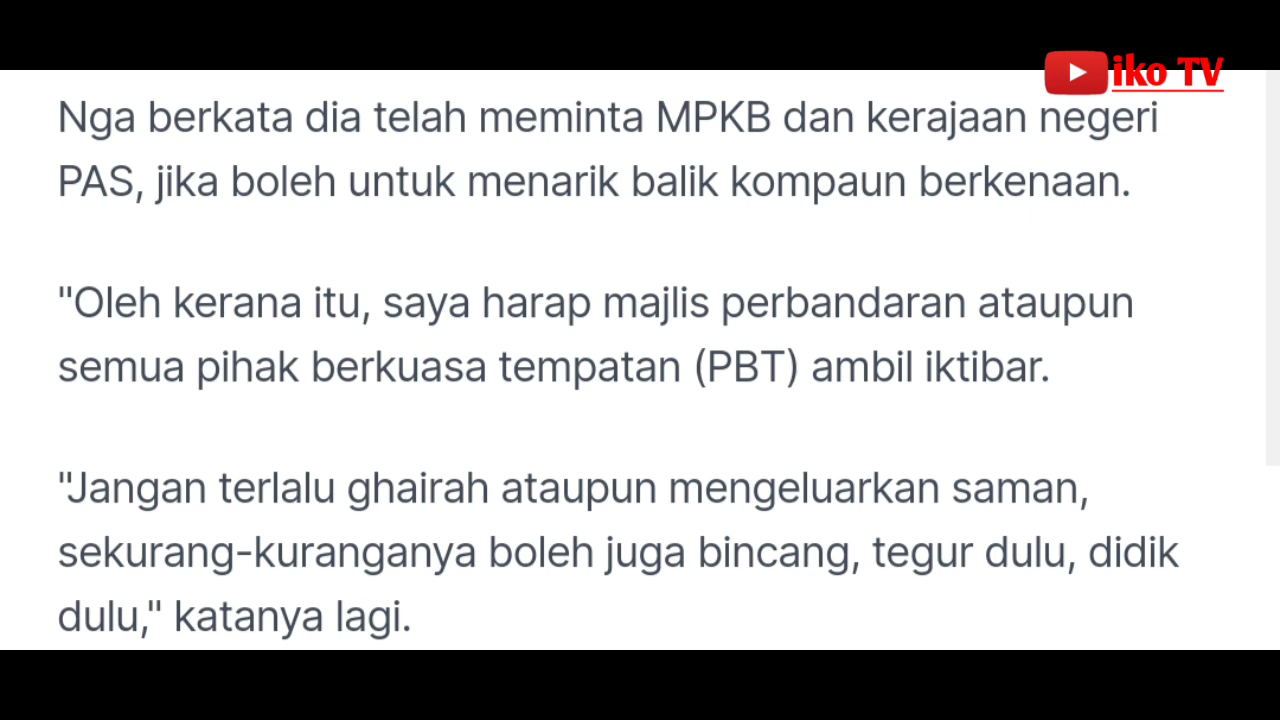 iko TV
Nga berkata dia telah meminta MPKB dan kerajaan negeri
PAS, jika boleh untuk menarik balik kompaun berkenaan.
"Oleh kerana itu, saya harap majlis perbandaran ataupun
semua pihak berkuasa tempatan (PBT) ambil iktibar.
"Jangan terlalu ghairah ataupun mengeluarkan saman,
sekurang-kuranganya boleh juga bincang, tegur dulu, didik
dulu," katanya lagi.